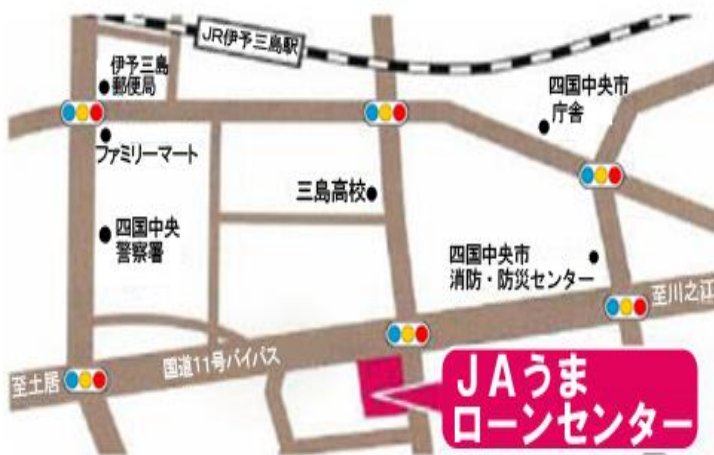 JR伊予三島駅
伊予三島
郵便局
四国中央市
庁舎
ファミリーマート
三島高校
四国中央
警察署
四国中央市
消防・防災センター
至川之江
国道11号バイパス
至土居
JAうま
ローンセンター